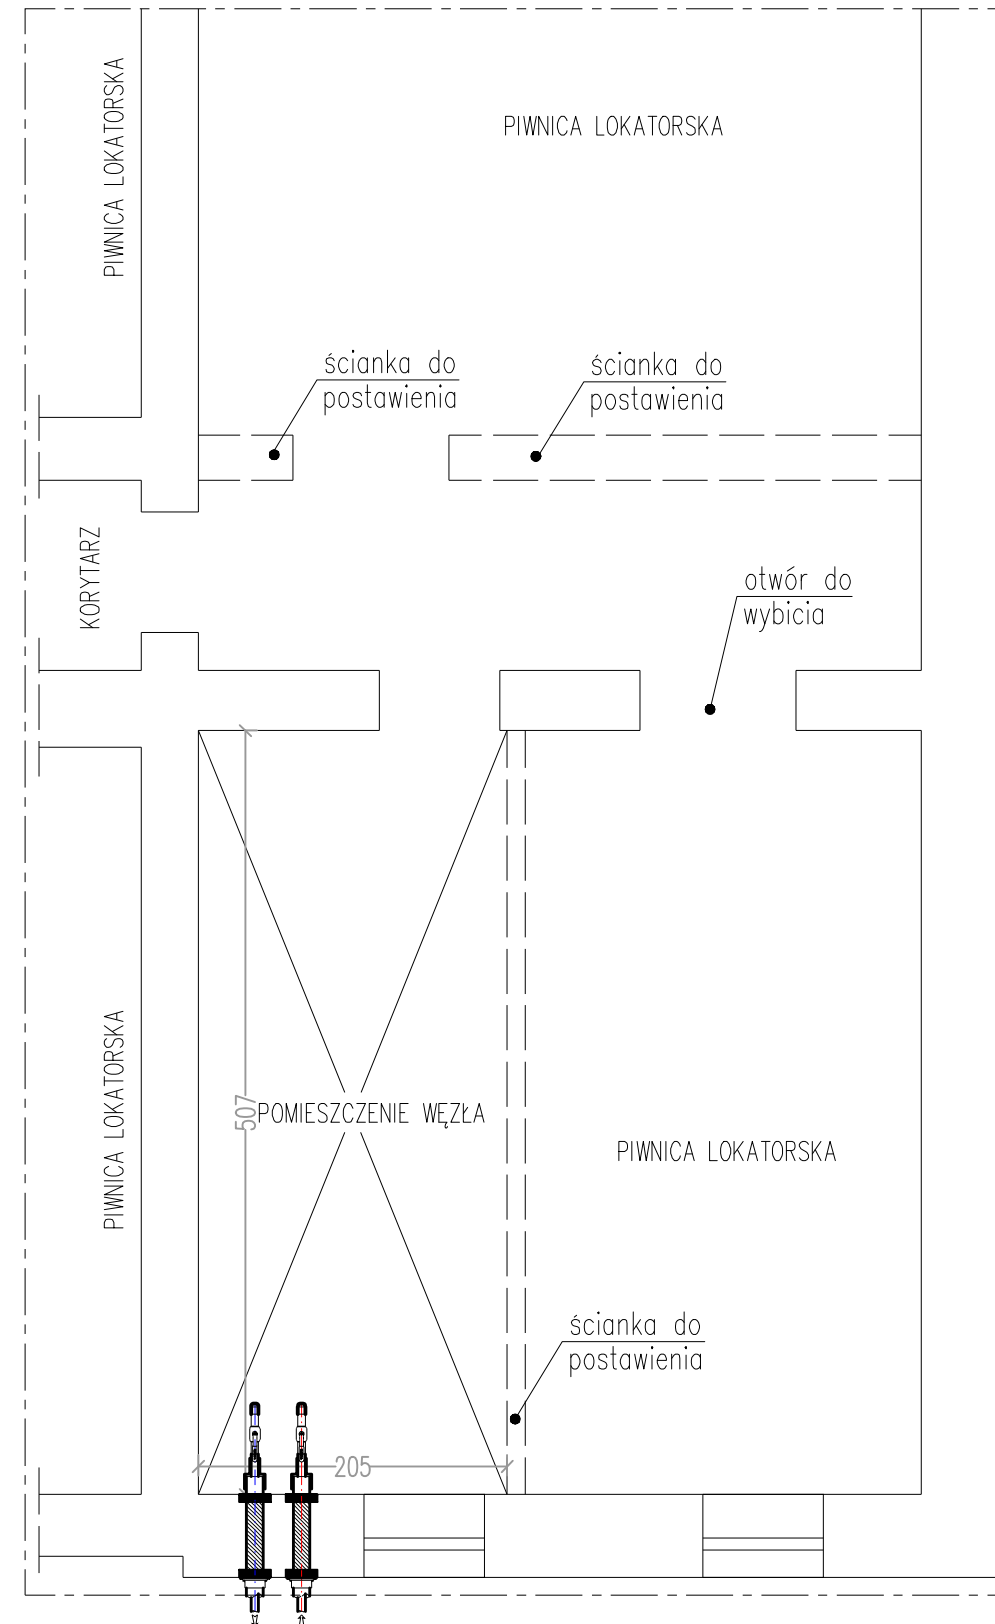 PIWNICA LOKATORSKA
PIWNICA LOKATORSKA
ścianka do
postawienia
ścianka do
postawienia
KORYTARZ
otwór do
wybicia
507
POMIESZCZENIE WĘZŁA
PIWNICA LOKATORSKA
PIWNICA LOKATORSKA
ścianka do
postawienia
205